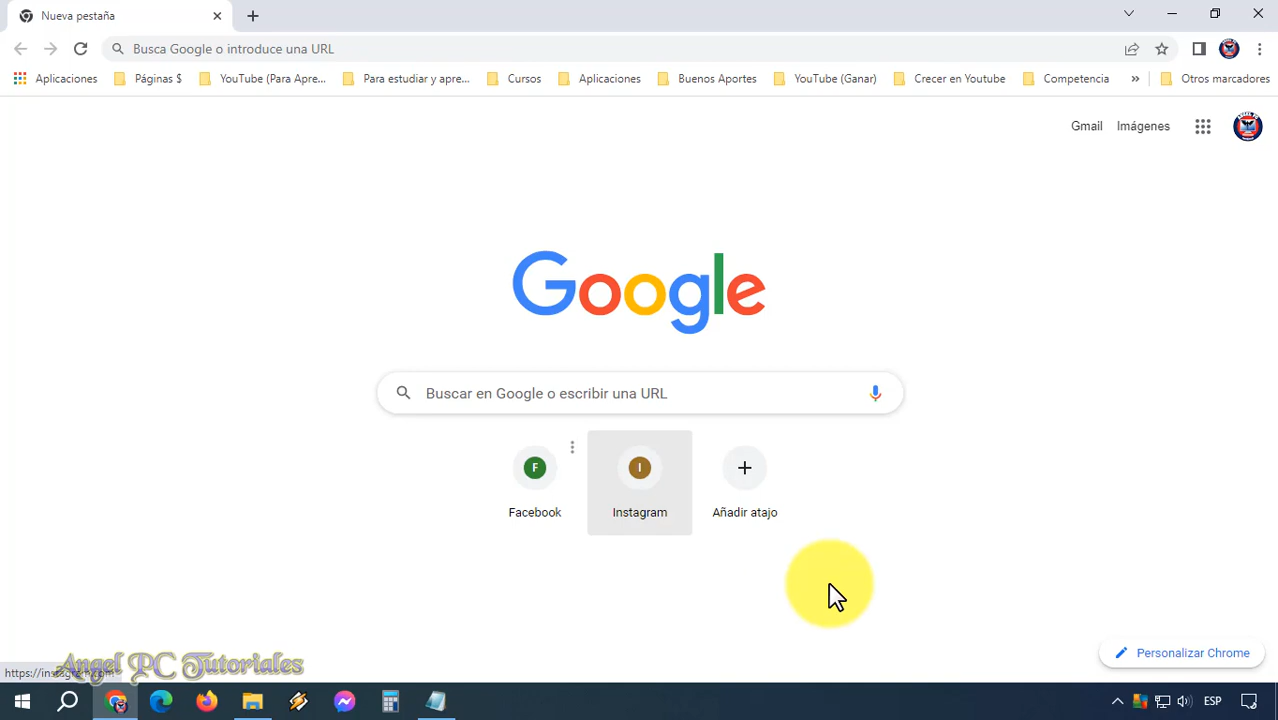 Nueva pestaña
Busca Google o introduce una URL
Aplicaciones Páginas $ YouTube (Para Apre... Para estudiar y apre... Cursos Aplicaciones Buenos Aportes YouTube (Ganar) Crecer en Youtube Competencia » Otros marcadores
Gmail Imágenes
Google
Buscar en Google o escribir una URL
F I
Facebook Instagram Añadir atajo
Personalizar Chrome
Angel PC Tutoriales
ESP